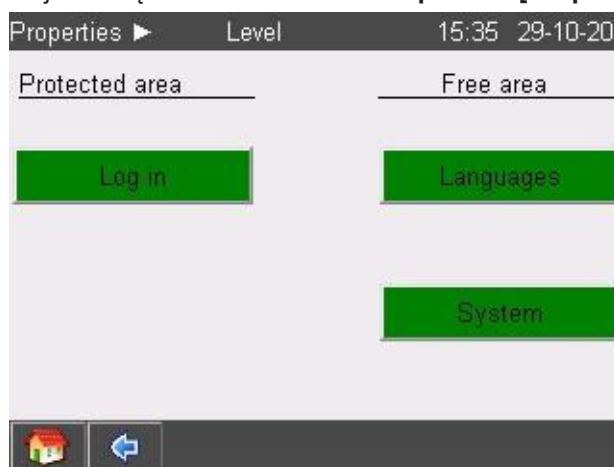 Properties ► Level 15:35 29-10-20
Protected area Free area
Log in Languages
System